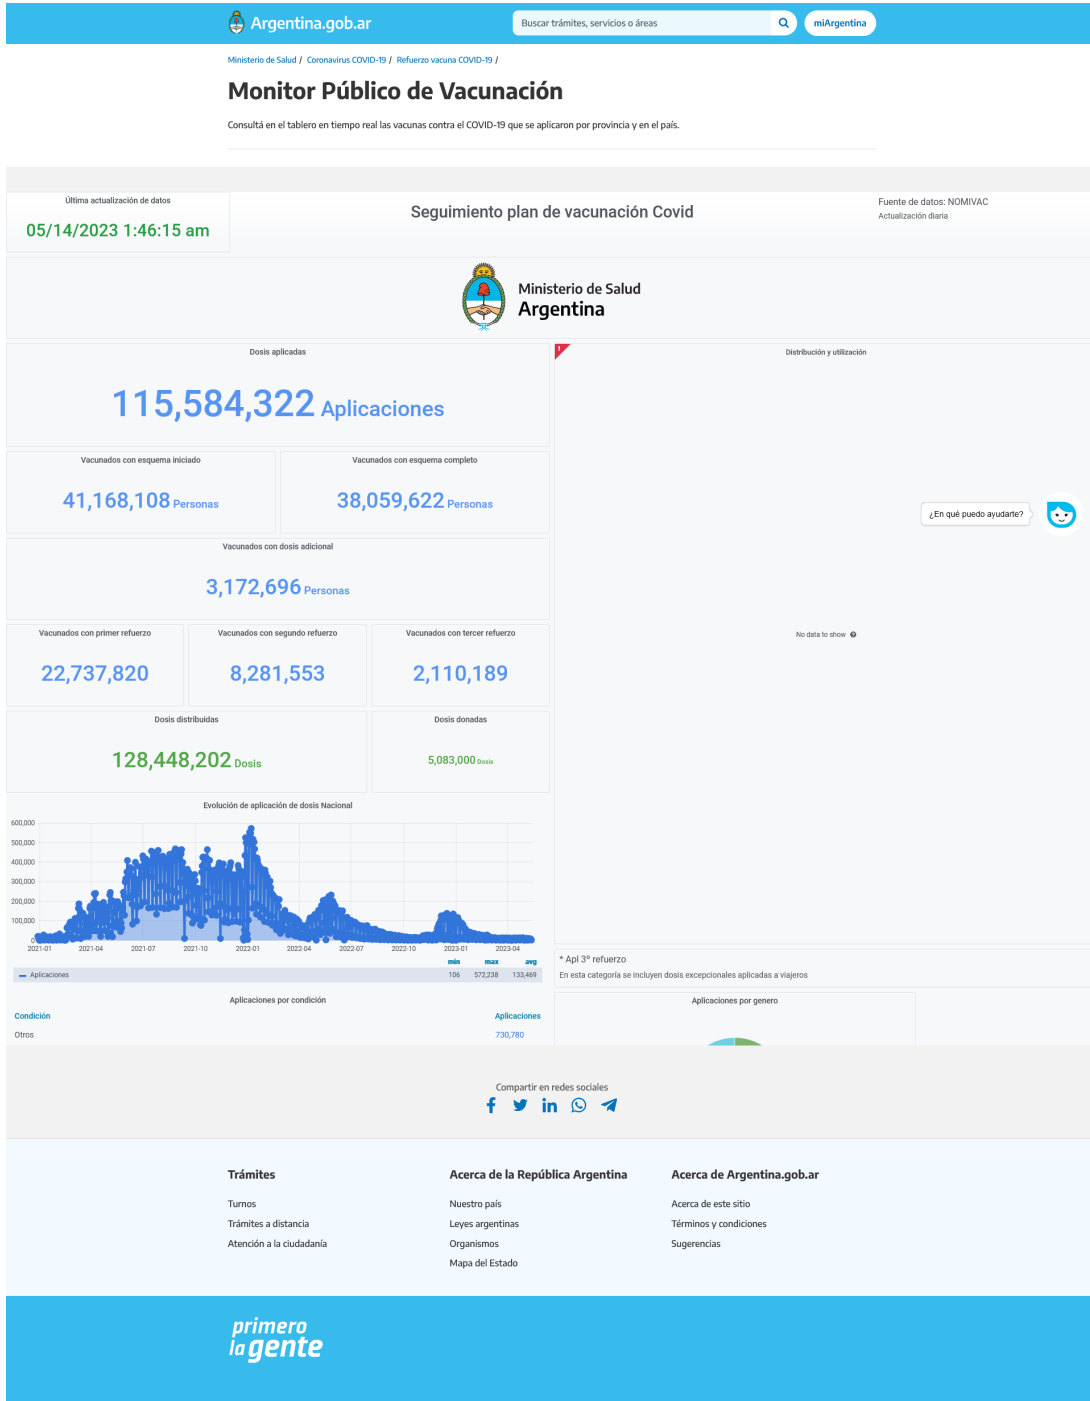 Argentina.gob.ar
Buscar trámites, servicios o áreas
miArgentina
Ministerio de Salud / Coronavirus COVID-19 / Refuerzo vacuna COVID-19 /
Monitor Público de Vacunación
Consultá en el tablero en tiempo real las vacunas contra el COVID-19 que se aplicaron por provincia y en el país.
Última actualización de datos
05/14/2023 1:46:15 am
Seguimiento plan de vacunación Covid
Fuente de datos: NOMIVAC
Actualización diaria
Ministerio de Salud
Argentina
Dosis aplicadas
115,584,322 Aplicaciones
Vacunados con esquema iniciado
41,168,108 Personas
Vacunados con esquema completo
38,059,622 Personas
Vacunados con dosis adicional
3,172,696 Personas
Vacunados con primer refuerzo
22,737,820
Vacunados con segundo refuerzo
8,281,553
Vacunados con tercer refuerzo
2,110,189
Dosis distribuidas
128,448,202 Dosis
Dosis donadas
5,083,000 Dosis
Evolución de aplicación de dosis Nacional
600,000
500,000
400,000
300,000
200,000
100,000
0
2021-01 2021-04 2021-07 2021-10 2022-01 2022-04 2022-07 2022-10 2023-01 2023-04
min max avg
Aplicaciones 106 572,238 133,469
Aplicaciones por condición
Condición Aplicaciones
Otros 730,780
!
Distribución y utilización
¿En qué puedo ayudarte?
No data to show
* Apl 3º refuerzo
En esta categoría se incluyen dosis excepcionales aplicadas a viajeros
Aplicaciones por genero
Compartir en redes sociales
Trámites
Turnos
Trámites a distancia
Atención a la ciudadanía
Acerca de la República Argentina
Nuestro país
Leyes argentinas
Organismos
Mapa del Estado
Acerca de Argentina.gob.ar
Acerca de este sitio
Términos y condiciones
Sugerencias
primero
la gente